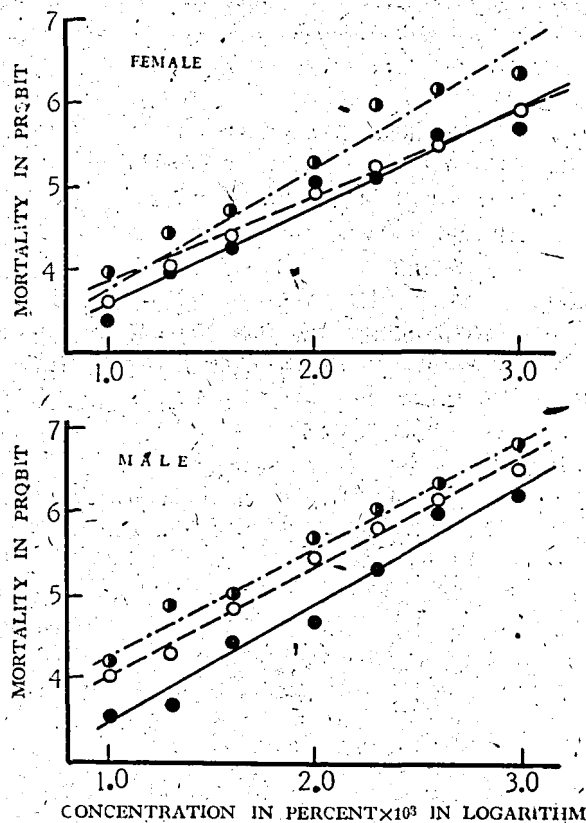 7
6
5
4
FEMALE
MORTALITY IN PROBIT
1.0 2.0 3.0
7
6
5
4
MALE
MORTALITY IN PROBIT
1.0 2.0 3.0
CONCENTRATION IN PERCENT×10³ IN LOGARITHM